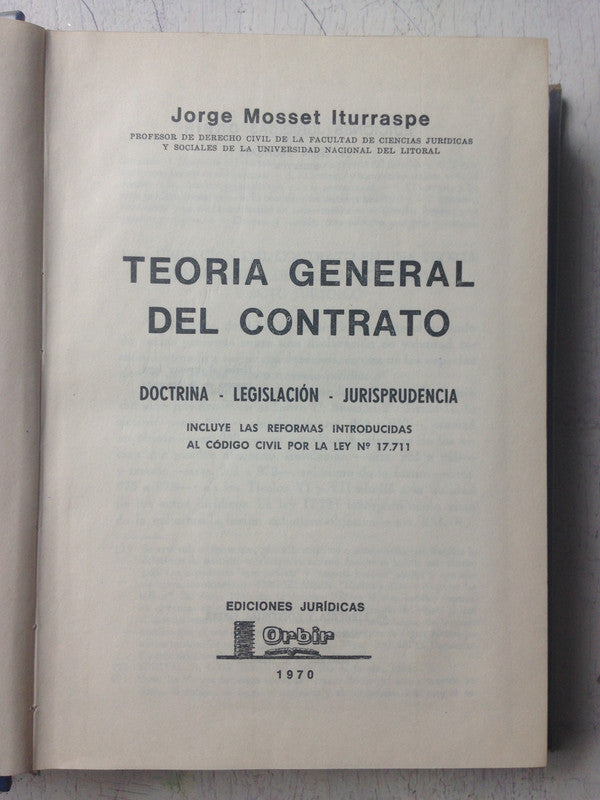 Jorge Mosset Iturraspe
PROFESOR DE DERECHO CIVIL DE LA FACULTAD DE CIENCIAS JURÍDICAS
Y SOCIALES DE LA UNIVERSIDAD NACIONAL DEL LITORAL
TEORIA GENERAL
DEL CONTRATO
DOCTRINA - LEGISLACIÓN - JURISPRUDENCIA
INCLUYE LAS REFORMAS INTRODUCIDAS
AL CÓDIGO CIVIL POR LA LEY Nº 17.711
EDICIONES JURÍDICAS
Orbir
1970